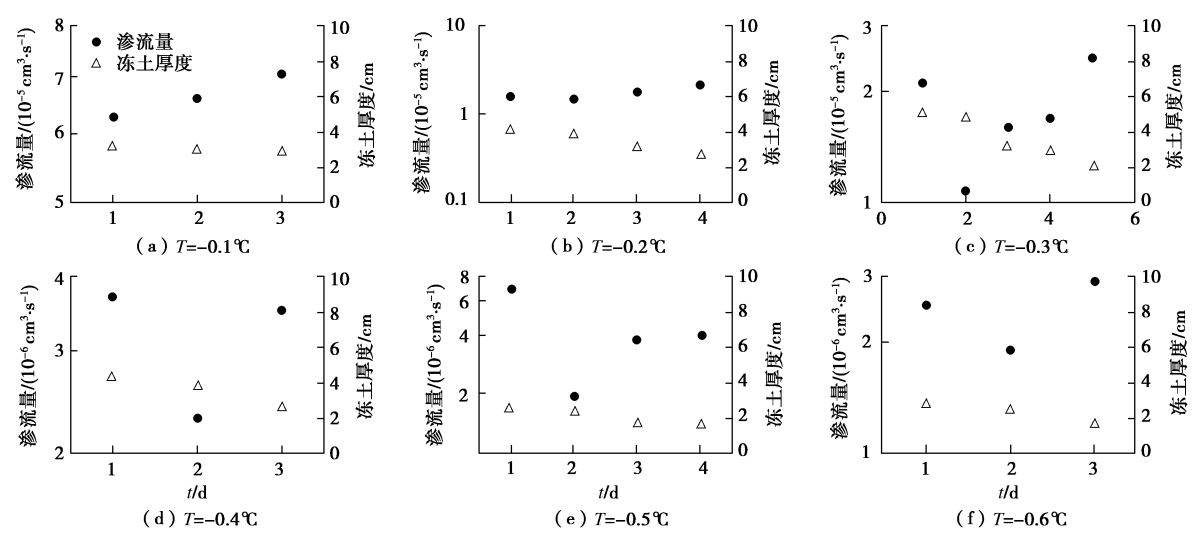 渗流量/(10⁻⁵ cm³·s⁻¹)
8
7
6
5
● 渗流量
△ 冻土厚度
10
8
6
4
2
0
冻土厚度/cm
1 2 3
(a) T=-0.1℃
渗流量/(10⁻⁵ cm³·s⁻¹)
10
1
0.1
10
8
6
4
2
0
冻土厚度/cm
1 2 3 4
(b) T=-0.2℃
渗流量/(10⁻⁵ cm³·s⁻¹)
3
2
1
10
8
6
4
2
0
冻土厚度/cm
0 2 4 6
(c) T=-0.3℃
渗流量/(10⁻⁶ cm³·s⁻¹)
4
3
2
10
8
6
4
2
0
冻土厚度/cm
1 2 3
t/d
(d) T=-0.4℃
渗流量/(10⁻⁶ cm³·s⁻¹)
8
6
4
2
10
8
6
4
2
0
冻土厚度/cm
1 2 3 4
t/d
(e) T=-0.5℃
渗流量/(10⁻⁶ cm³·s⁻¹)
3
2
1
10
8
6
4
2
0
冻土厚度/cm
1 2 3
t/d
(f) T=-0.6℃